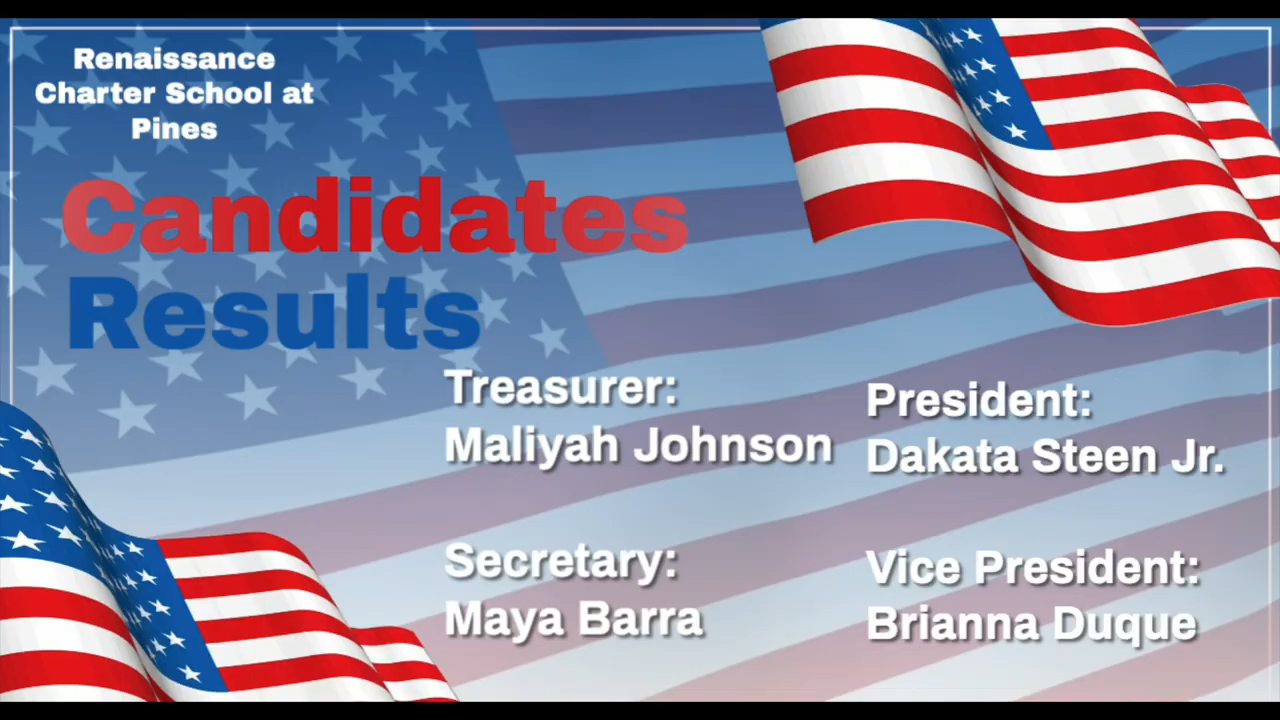 Renaissance
Charter School at
Pines
Candidates
Results
Treasurer:
Maliyah Johnson
Secretary:
Maya Barra
President:
Dakata Steen Jr.
Vice President:
Brianna Duque